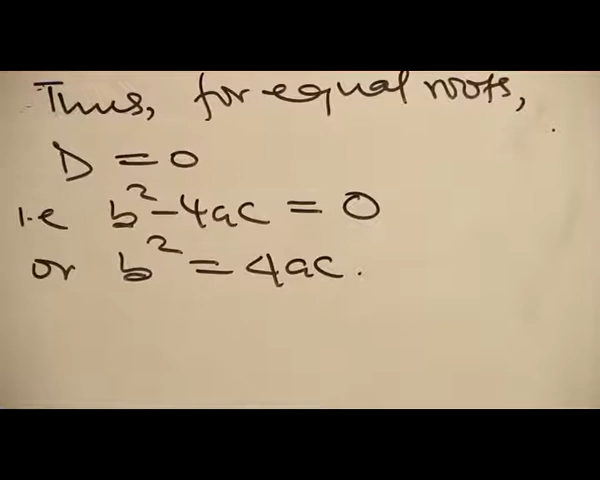 Thus, for equal roots,
D = 0
i.e b² - 4ac = 0
or b² = 4ac.